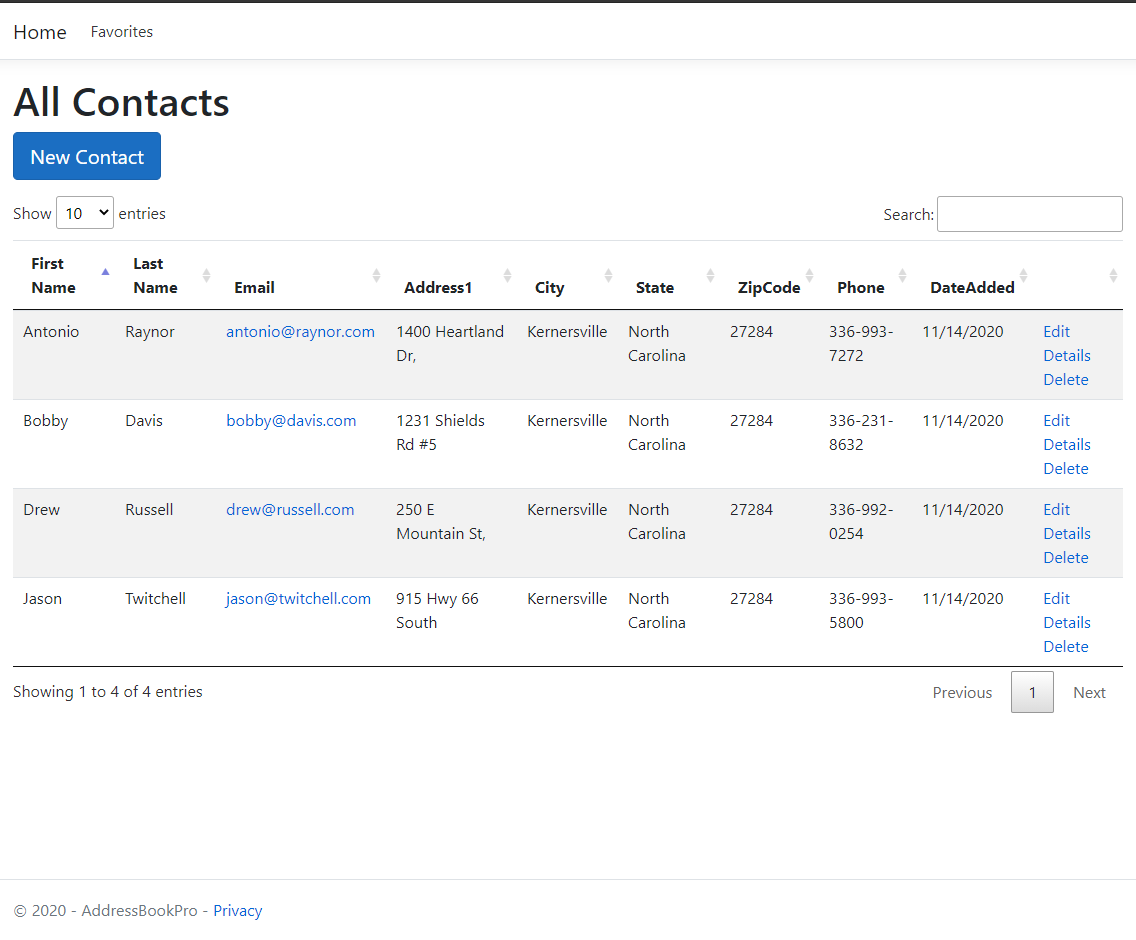 Home Favorites
All Contacts
New Contact
Show 10 entries Search:
First Name Last Name Email Address1 City State ZipCode Phone DateAdded
Antonio Raynor antonio@raynor.com 1400 Heartland Kernersville North 27284 336-993- 11/14/2020 Edit
Dr, Carolina 7272 Details
Delete
Bobby Davis bobby@davis.com 1231 Shields Kernersville North 27284 336-231- 11/14/2020 Edit
Rd #5 Carolina 8632 Details
Delete
Drew Russell drew@russell.com 250 E Kernersville North 27284 336-992- 11/14/2020 Edit
Mountain St, Carolina 0254 Details
Delete
Jason Twitchell jason@twitchell.com 915 Hwy 66 Kernersville North 27284 336-993- 11/14/2020 Edit
South Carolina 5800 Details
Delete
Showing 1 to 4 of 4 entries Previous 1 Next
© 2020 - AddressBookPro - Privacy